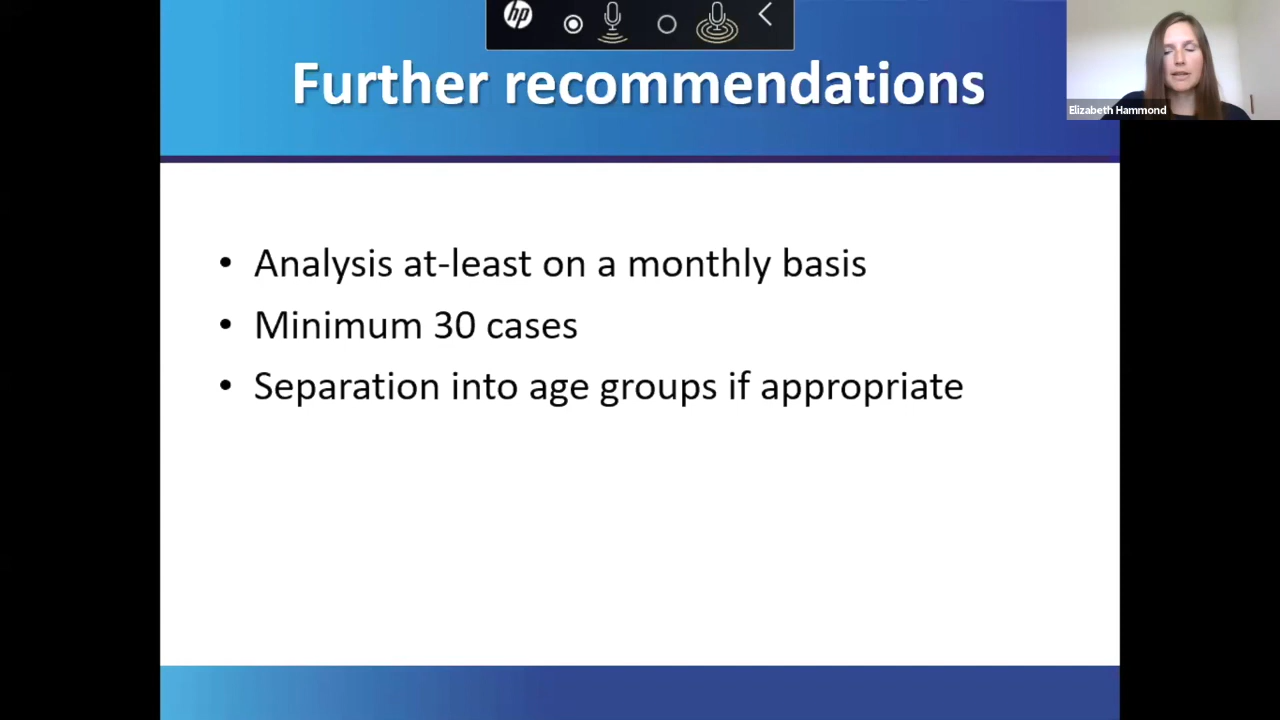 hp
Further recommendations
Elizabeth Hammond
• Analysis at-least on a monthly basis
• Minimum 30 cases
• Separation into age groups if appropriate